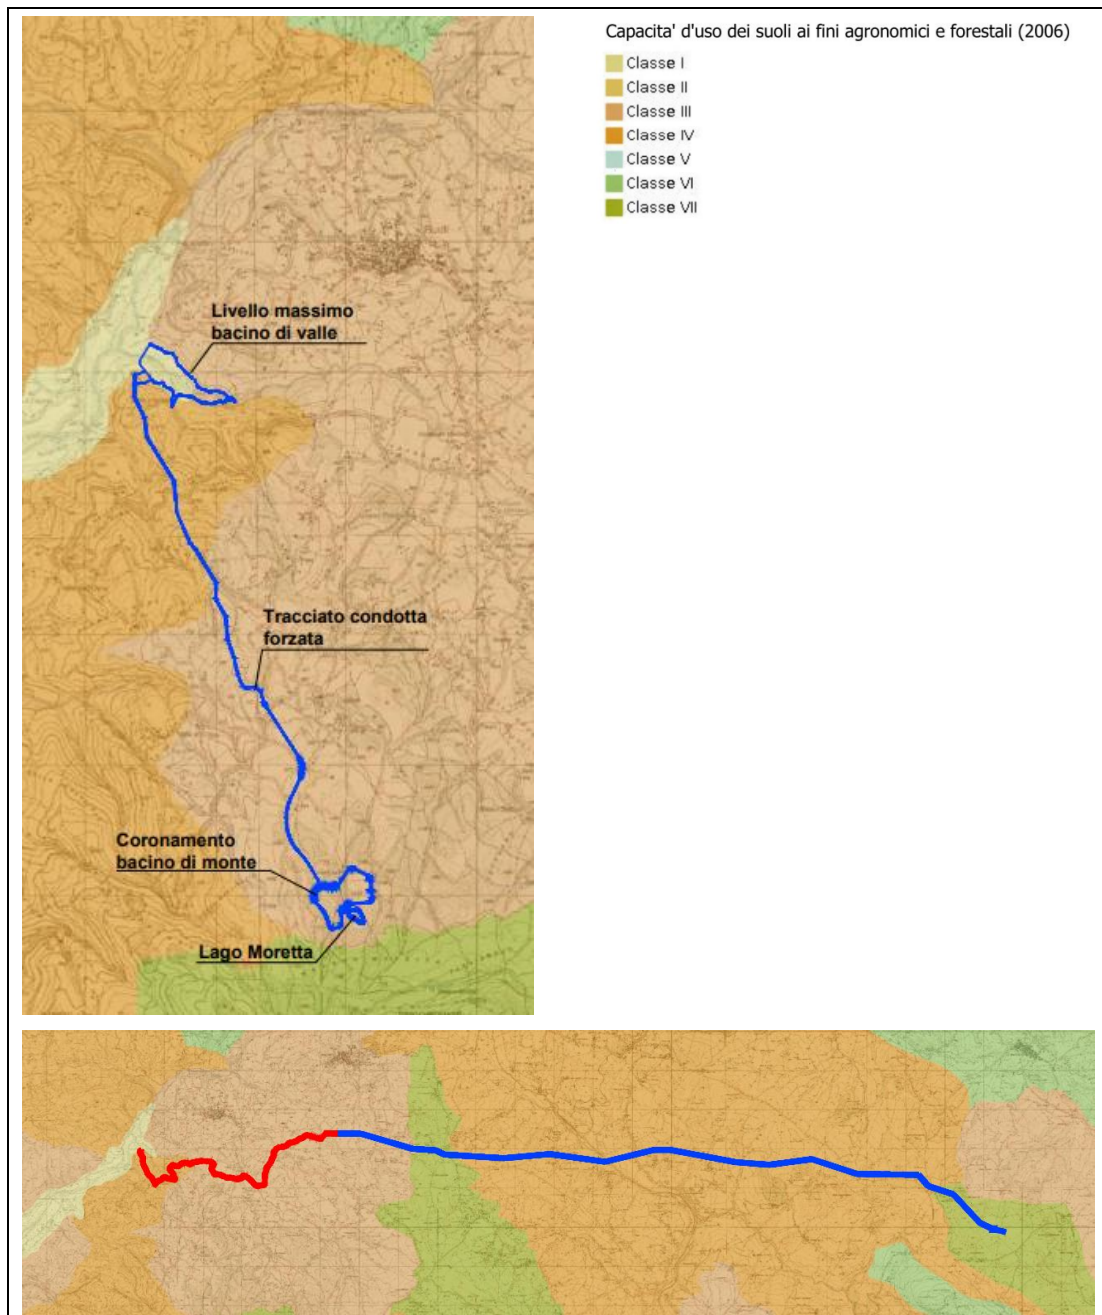 Capacita' d'uso dei suoli ai fini agronomici e forestali (2006)
Classe I
Classe II
Classe III
Classe IV
Classe V
Classe VI
Classe VII
Livello massimo
bacino di valle
Tracciato condotta
forzata
Coronamento
bacino di monte
Lago Moretta